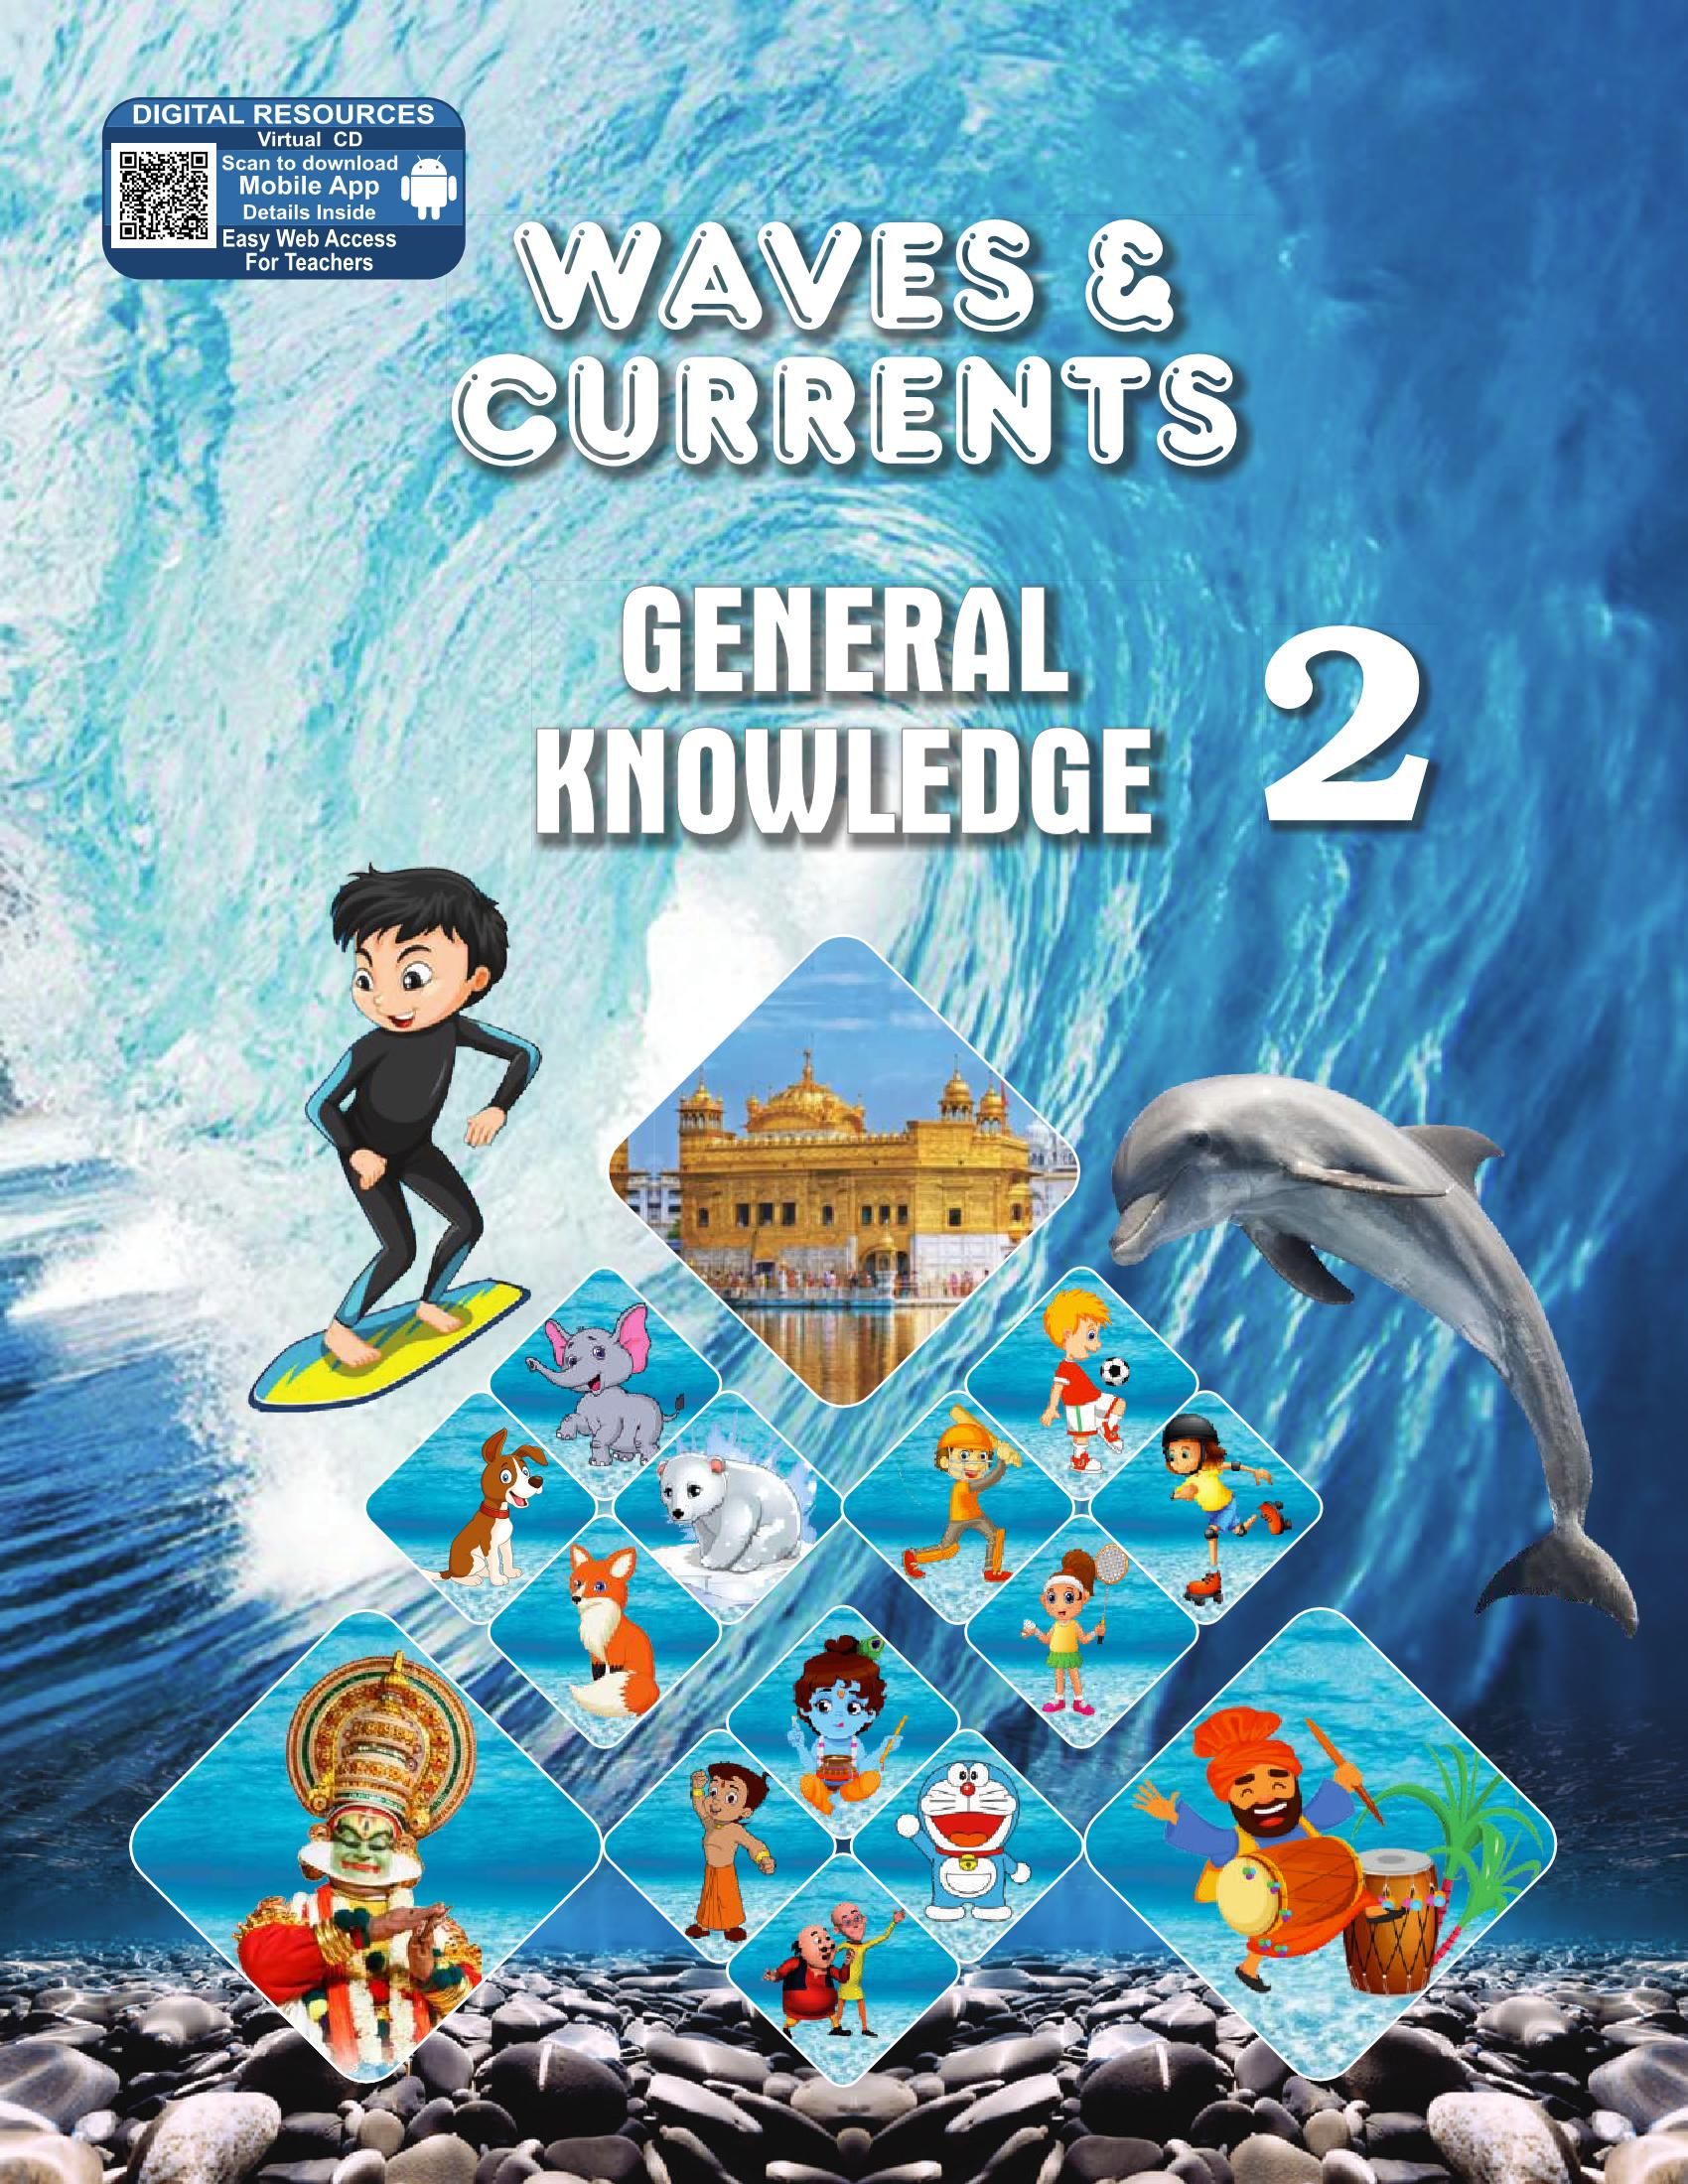 DIGITAL RESOURCES
Virtual CD
Scan to download
Mobile App
Details Inside
Easy Web Access
For Teachers
WAVES &
CURRENTS
GENERAL
KNOWLEDGE
2